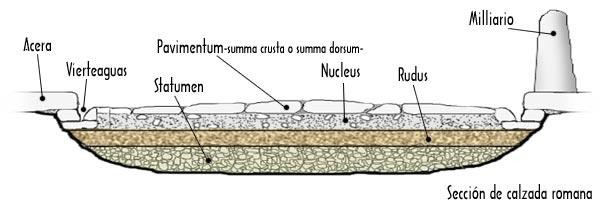 Milliario
Acera
Pavimentum-summa crusta o summa dorsum-
Vierteaguas
Nucleus
Rudus
Statumen
Sección de calzada romana